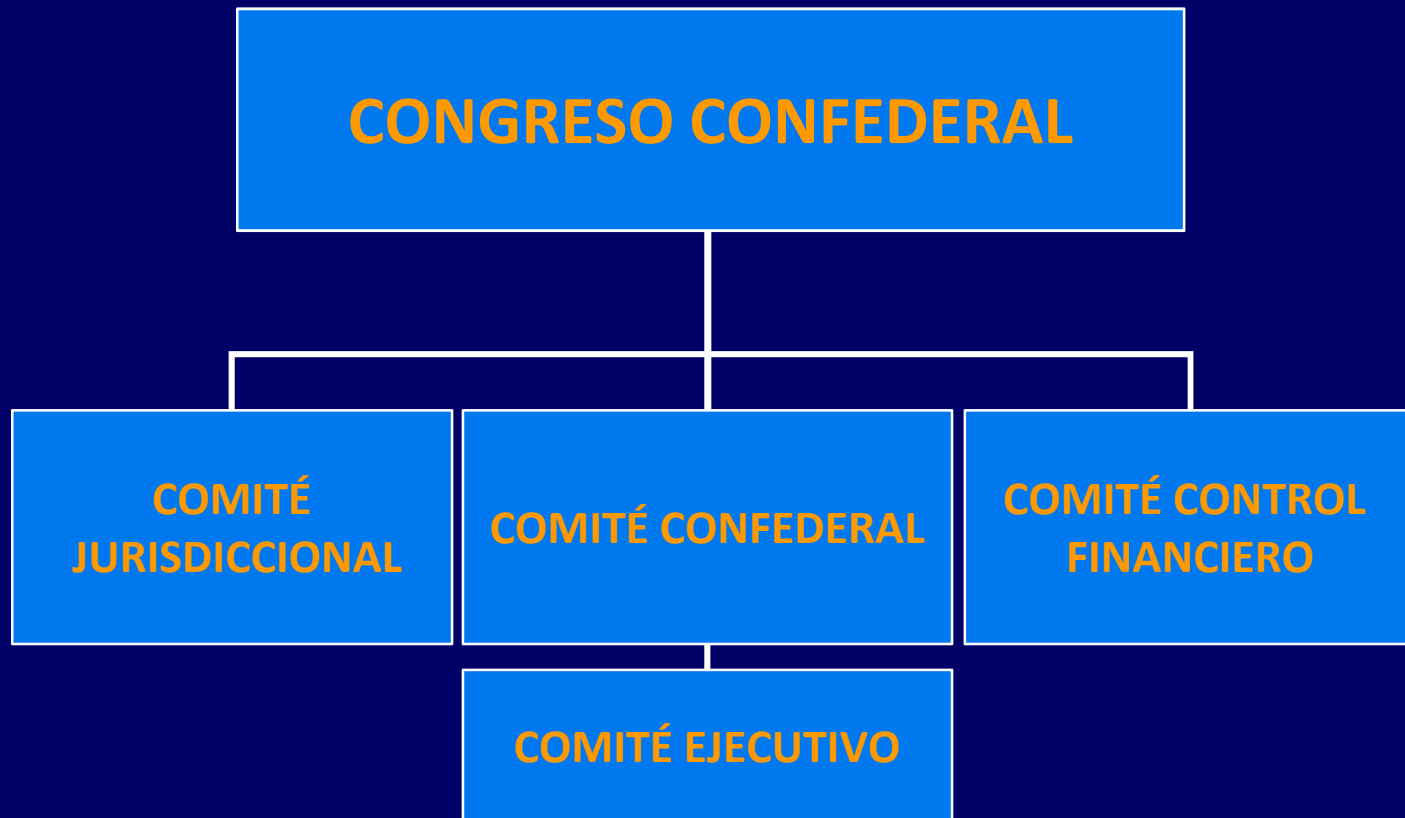 CONGRESO CONFEDERAL
COMITÉ
JURISDICCIONAL
COMITÉ CONFEDERAL
COMITÉ CONTROL
FINANCIERO
COMITÉ EJECUTIVO